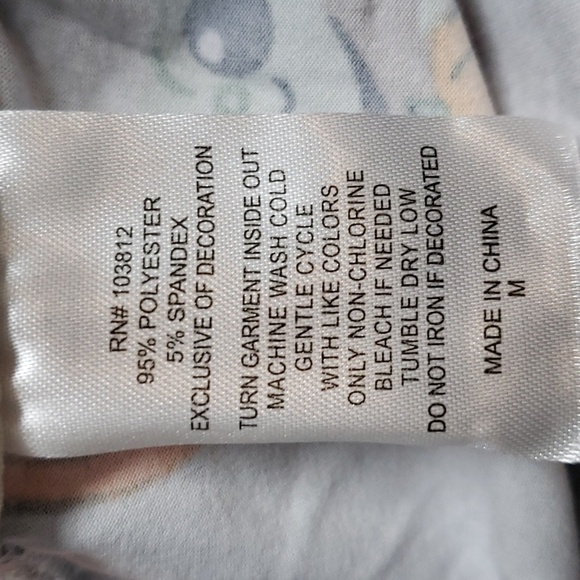 RN# 103812
95% POLYESTER
5% SPANDEX
EXCLUSIVE OF DECORATION
TURN GARMENT INSIDE OUT
MACHINE WASH COLD
GENTLE CYCLE
WITH LIKE COLORS
ONLY NON-CHLORINE
BLEACH IF NEEDED
TUMBLE DRY LOW
DO NOT IRON IF DECORATED
MADE IN CHINA
M